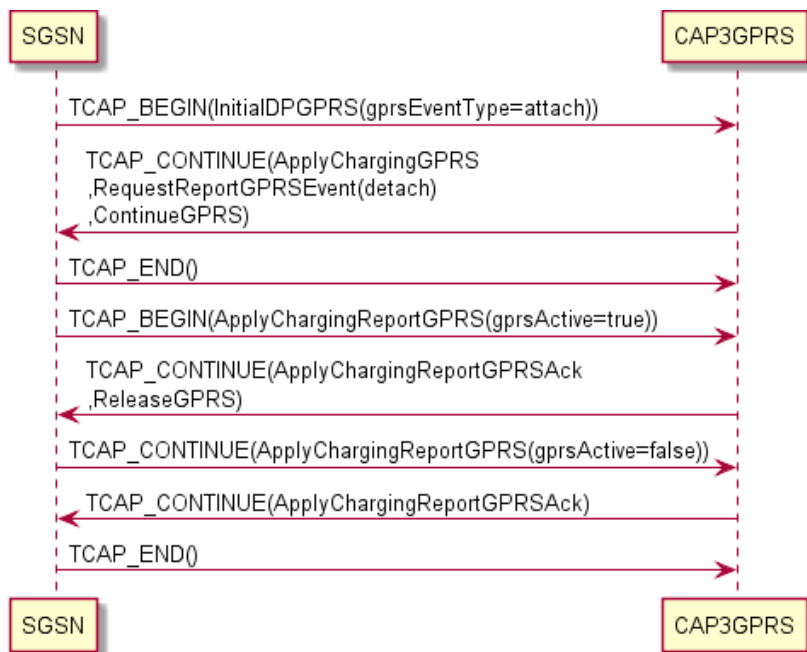 SGSN
CAP3GPRS
TCAP_BEGIN(InitialDPGPRS(gprsEventType=attach))
TCAP_CONTINUE(ApplyChargingGPRS
,RequestReportGPRSEvent(detach)
,ContinueGPRS)
TCAP_END()
TCAP_BEGIN(ApplyChargingReportGPRS(gprsActive=true))
TCAP_CONTINUE(ApplyChargingReportGPRSAck
,ReleaseGPRS)
TCAP_CONTINUE(ApplyChargingReportGPRS(gprsActive=false))
TCAP_CONTINUE(ApplyChargingReportGPRSAck)
TCAP_END()
SGSN
CAP3GPRS